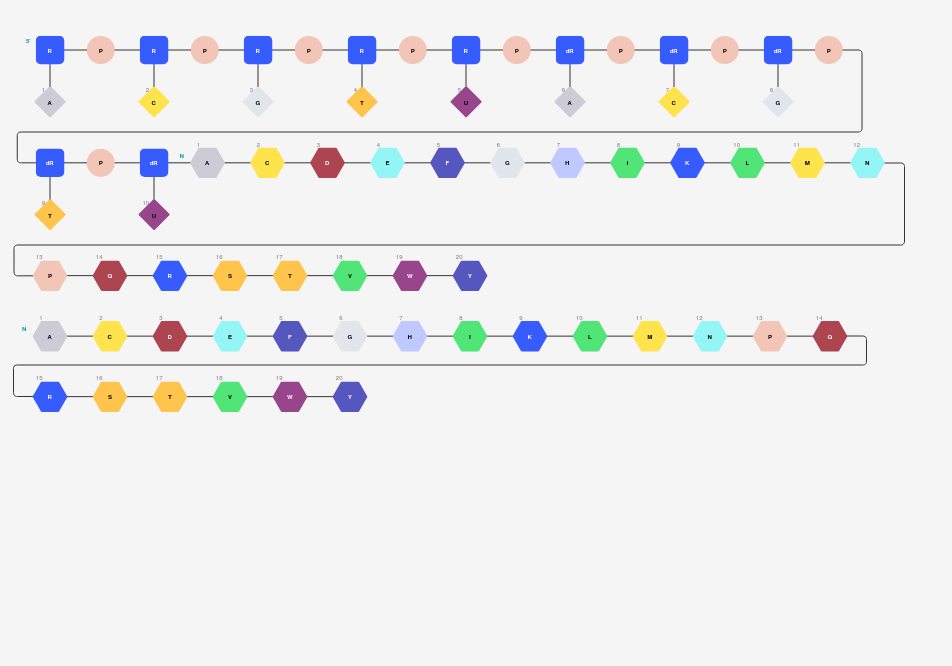 5' R P R P R P R P R P dR P dR P dR P
1 2 3 4 5 6 7 8
A C G T U A C G
N 1 2 3 4 5 6 7 8 9 10 11 12
dR P dR A C D E F G H I K L M N
9 10
T U
13 14 15 16 17 18 19 20
P Q R S T V W Y
1 2 3 4 5 6 7 8 9 10 11 12 13 14
N A C D E F G H I K L M N P Q
15 16 17 18 19 20
R S T V W Y